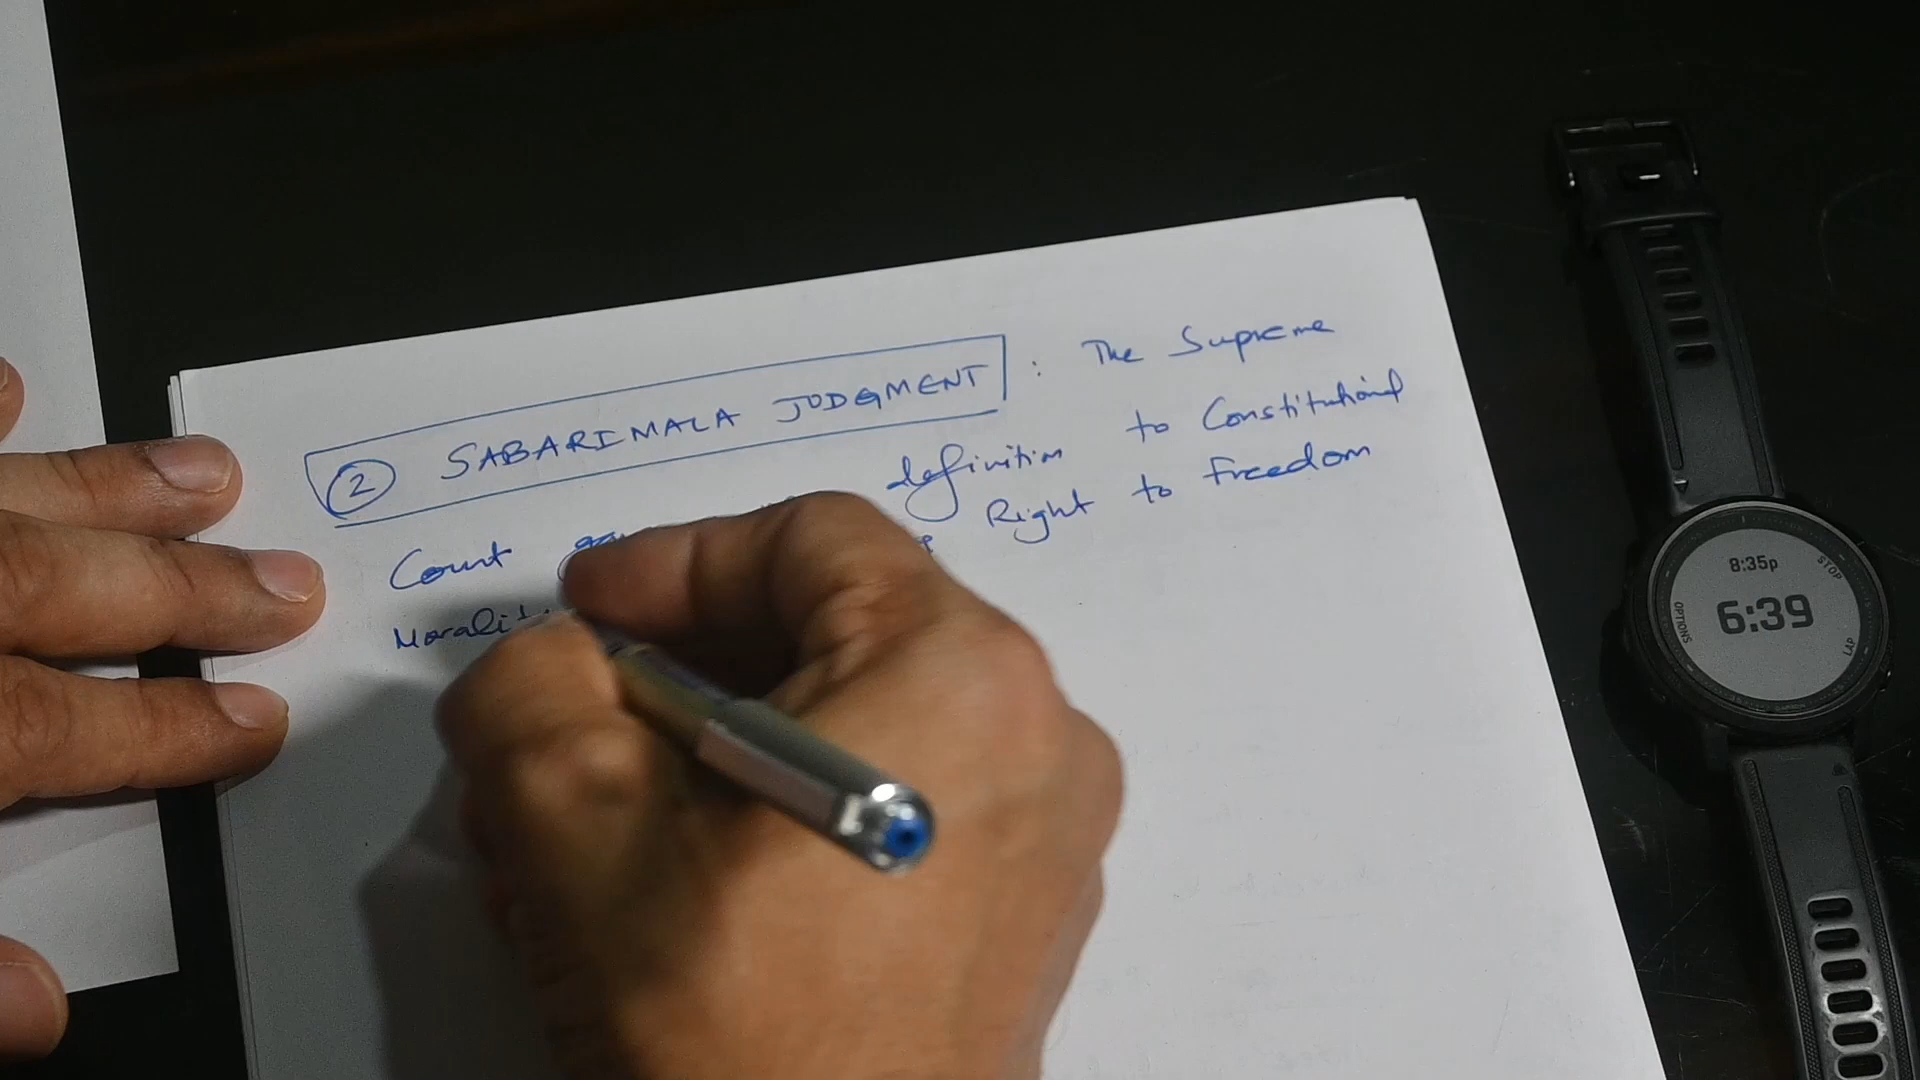 ② SABARIMALA JUDGMENT : The Supreme
Court definition to Constitutional
Right to Freedom
8:35p
6:39
STOP
OPTIONS
LAP
GARMIN